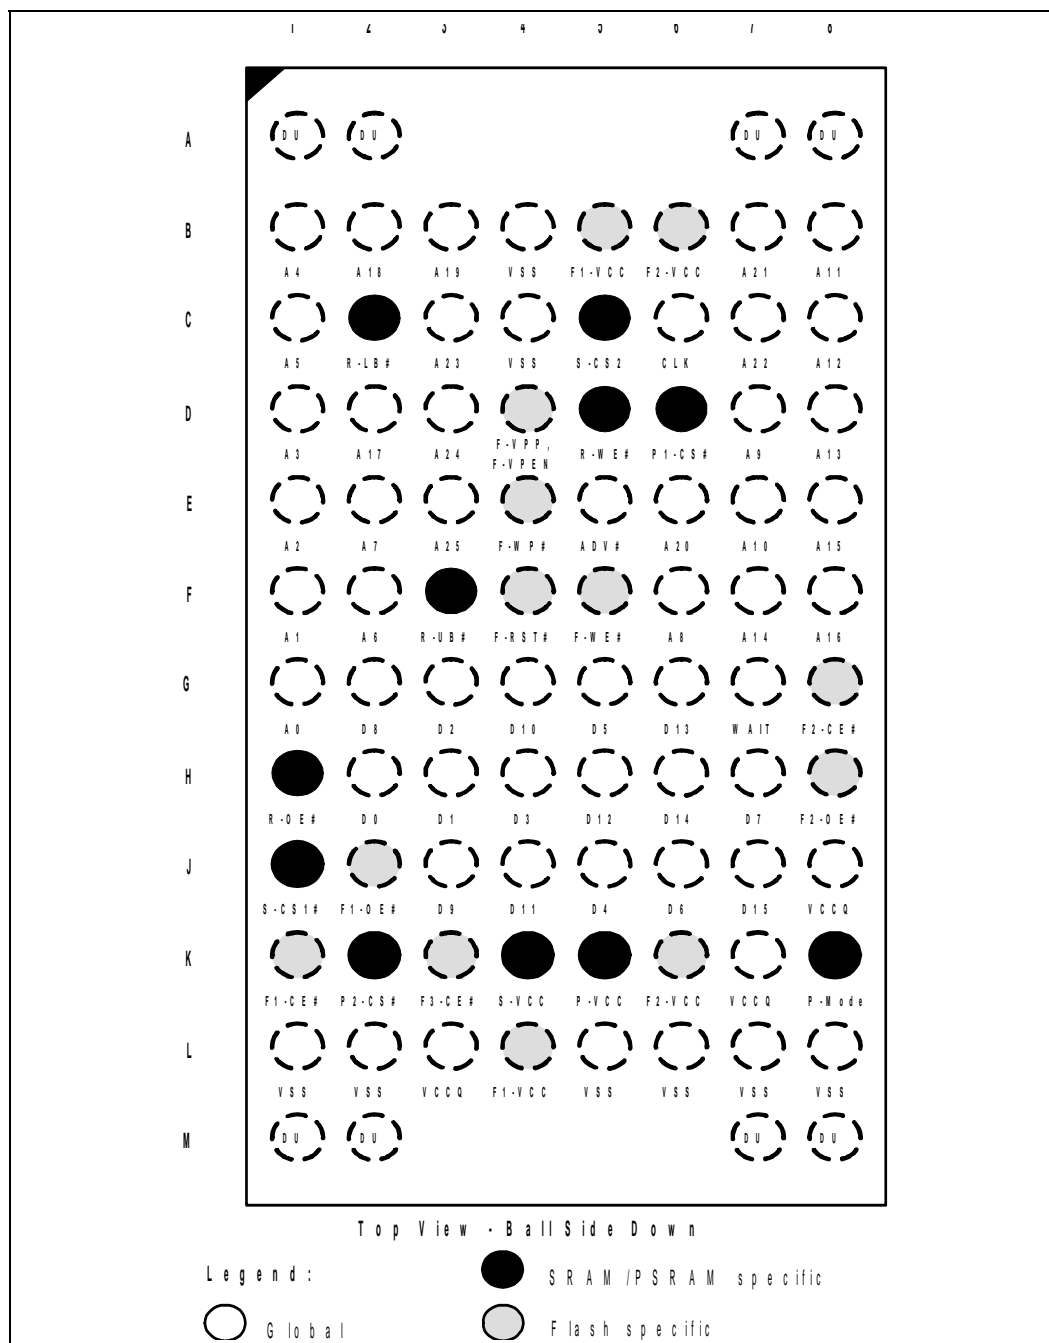 1 2 3 4 5 6 7 8
A DU DU DU DU
B
A4 A18 A19 VSS F1-VCC F2-VCC A21 A11
C
A5 R-LB# A23 VSS S-CS2 CLK A22 A12
D
A3 A17 A24 F-VPP, F-VPEN R-WE# P1-CS# A9 A13
E
A2 A7 A25 F-WP# ADV# A20 A10 A15
F
A1 A6 R-UB# F-RST# F-WE# A8 A14 A16
G
A0 D8 D2 D10 D5 D13 WAIT F2-CE#
H
R-OE# D0 D1 D3 D12 D14 D7 F2-OE#
J
S-CS1# F1-OE# D9 D11 D4 D6 D15 VCCQ
K
F1-CE# P2-CS# F3-CE# S-VCC P-VCC F2-VCC VCCQ P-Mode
L
VSS VSS VCCQ F1-VCC VSS VSS VSS VSS
M DU DU DU DU
Top View - Ball Side Down
Legend:
SRAM/PSRAM specific
Global
Flash specific